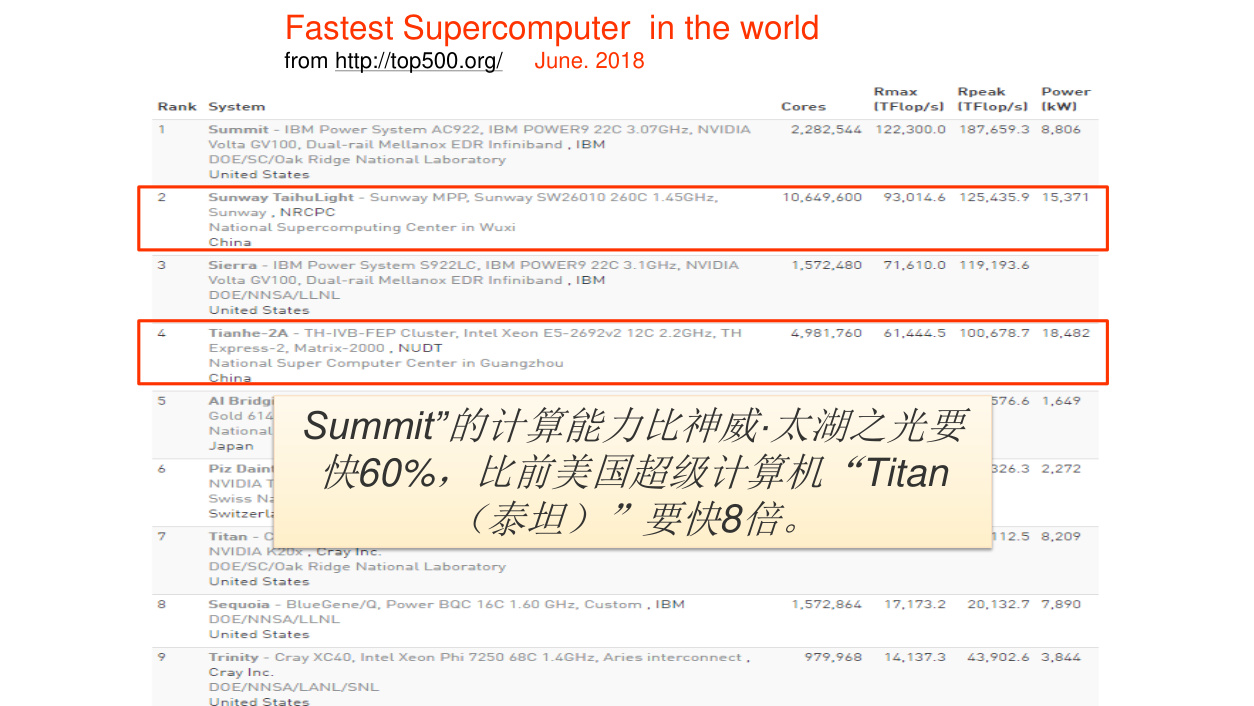 Fastest Supercomputer in the world
from http://top500.org/ June. 2018
Rank System Cores Rmax (TFlop/s) Rpeak (TFlop/s) Power (kW)
1 Summit - IBM Power System AC922, IBM POWER9 22C 3.07GHz, NVIDIA 2,282,544 122,300.0 187,659.3 8,806
Volta GV100, Dual-rail Mellanox EDR Infiniband , IBM
DOE/SC/Oak Ridge National Laboratory
United States
2 Sunway TaihuLight - Sunway MPP, Sunway SW26010 260C 1.45GHz, 10,649,600 93,014.6 125,435.9 15,371
Sunway , NRCPC
National Supercomputing Center in Wuxi
China
3 Sierra - IBM Power System S922LC, IBM POWER9 22C 3.1GHz, NVIDIA 1,572,480 71,610.0 119,193.6
Volta GV100, Dual-rail Mellanox EDR Infiniband , IBM
DOE/NNSA/LLNL
United States
4 Tianhe-2A - TH-IVB-FEP Cluster, Intel Xeon E5-2692v2 12C 2.2GHz, TH 4,981,760 61,444.5 100,678.7 18,482
Express-2, Matrix-2000 , NUDT
National Super Computer Center in Guangzhou
China
5 AI Bridg 576.6 1,649
Gold 614
National
Japan
Summit”的计算能力比神威·太湖之光要
快60%，比前美国超级计算机“Titan
（泰坦）”要快8倍。
6 Piz Daint 326.3 2,272
NVIDIA T
Swiss Na
Switzerl
7 Titan - C 112.5 8,209
NVIDIA K20x , Cray Inc.
DOE/SC/Oak Ridge National Laboratory
United States
8 Sequoia - BlueGene/Q, Power BQC 16C 1.60 GHz, Custom , IBM 1,572,864 17,173.2 20,132.7 7,890
DOE/NNSA/LLNL
United States
9 Trinity - Cray XC40, Intel Xeon Phi 7250 68C 1.4GHz, Aries interconnect , 979,968 14,137.3 43,902.6 3,844
Cray Inc.
DOE/NNSA/LANL/SNL
United States